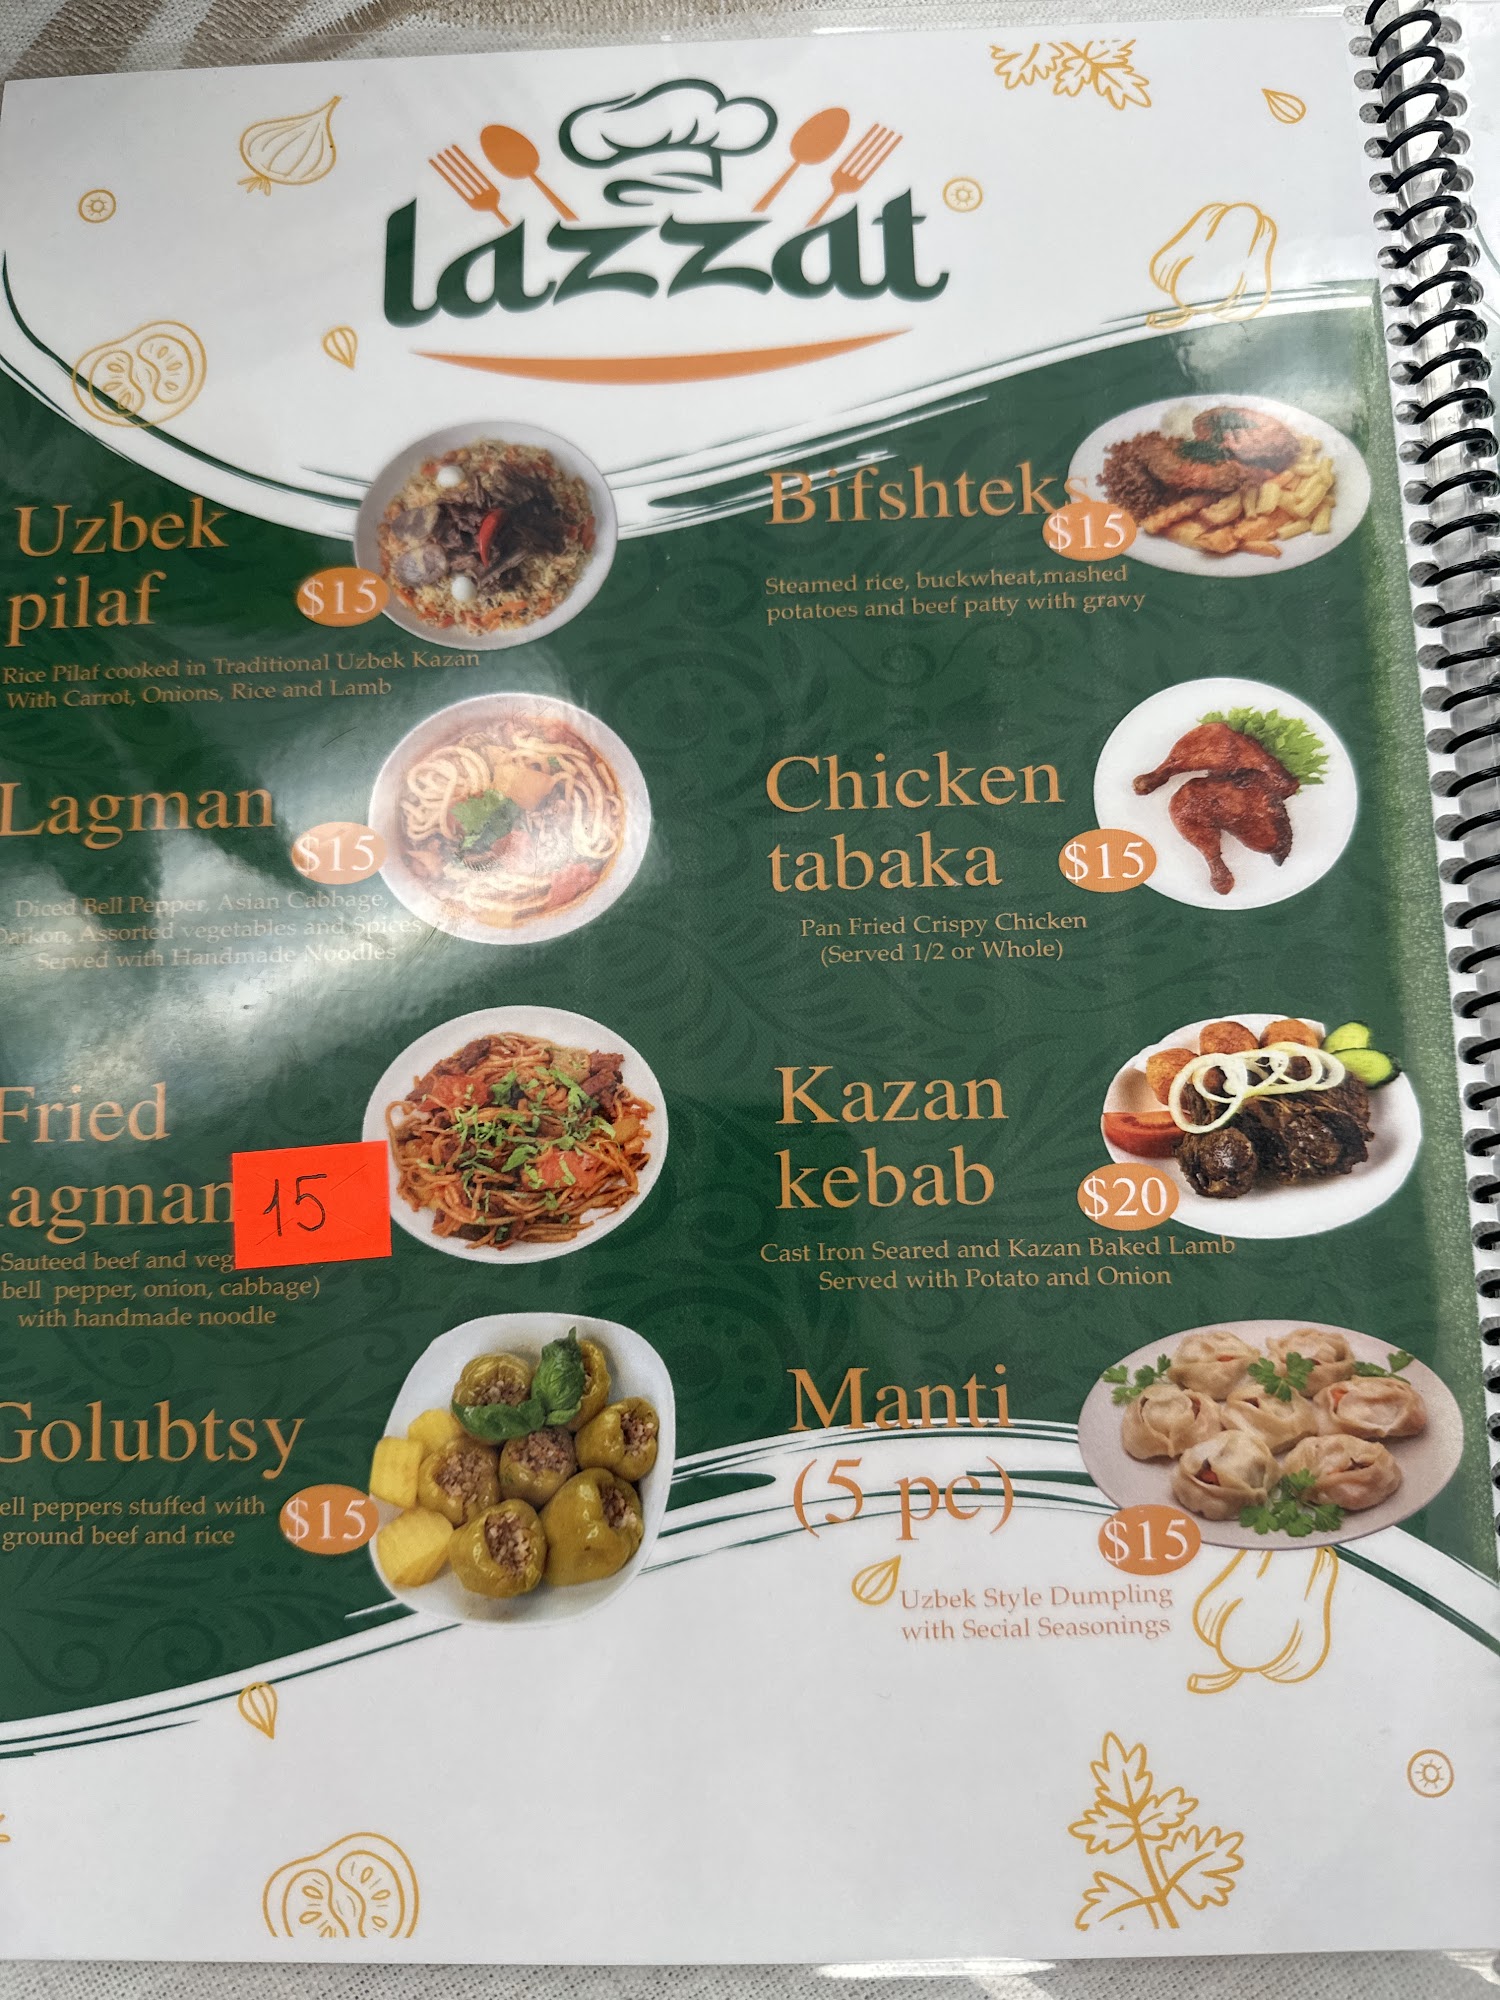 lazzat
Uzbek
pilaf
$15
Rice Pilaf cooked in Traditional Uzbek Kazan
With Carrot, Onions, Rice and Lamb
Lagman
$15
Diced Bell Pepper, Asian Cabbage,
Daikon, Assorted vegetables and Spices
Served with Handmade Noodles
Fried
lagman
15
Sauteed beef and veg
bell pepper, onion, cabbage)
with handmade noodle
Golubtsy
$15
ell peppers stuffed with
ground beef and rice
Bifshteks
$15
Steamed rice, buckwheat,mashed
potatoes and beef patty with gravy
Chicken
tabaka
$15
Pan Fried Crispy Chicken
(Served 1/2 or Whole)
Kazan
kebab
$20
Cast Iron Seared and Kazan Baked Lamb
Served with Potato and Onion
Manti
(5 pc)
$15
Uzbek Style Dumpling
with Secial Seasonings